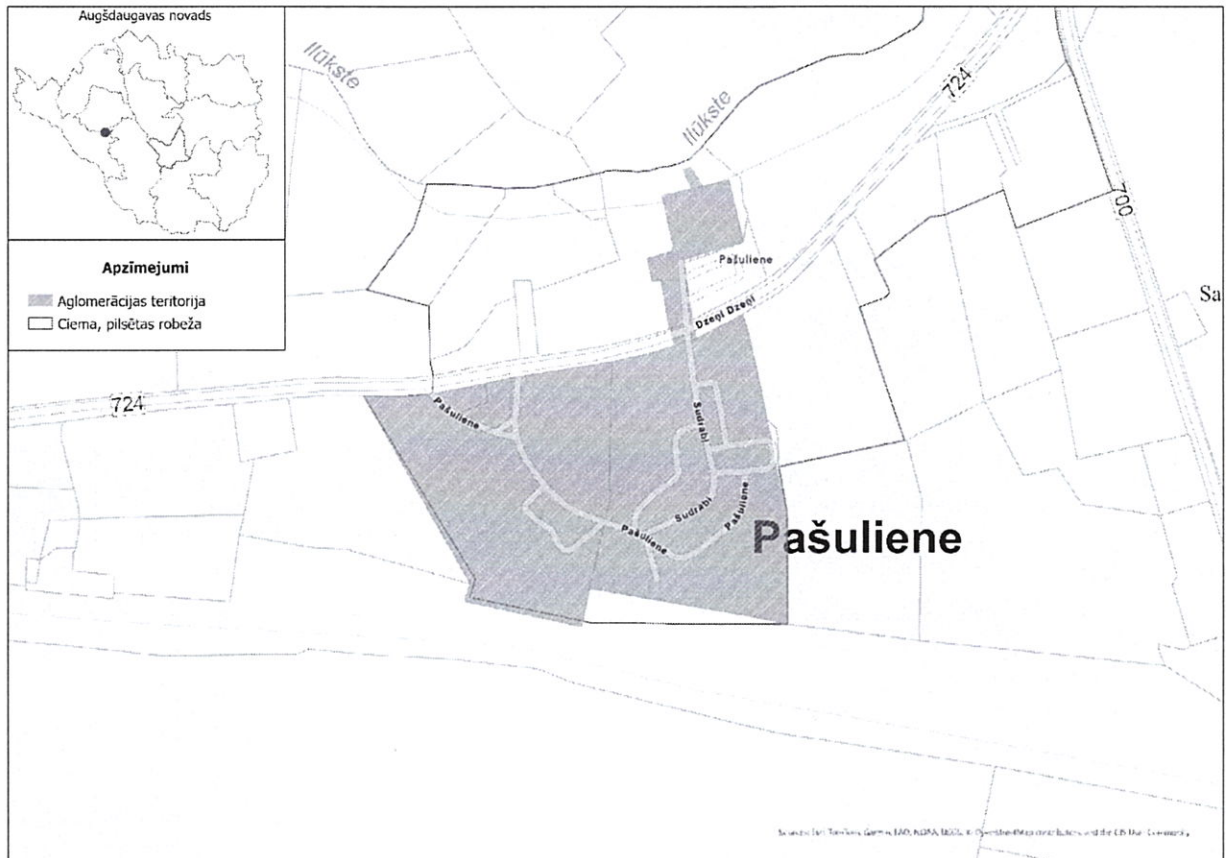 Augšdaugavas novads
Apzīmejumi
Aglomerācijas teritorija
Ciema, pilsētas robeža
Ilūkste
Ilūkste
724
700
Sa
Pašuliene
Dzeņi Dzeņi
724
Pašuliene
Sudrabi
Sudrabi
Pašuliene
Pašuliene
Pašuliene